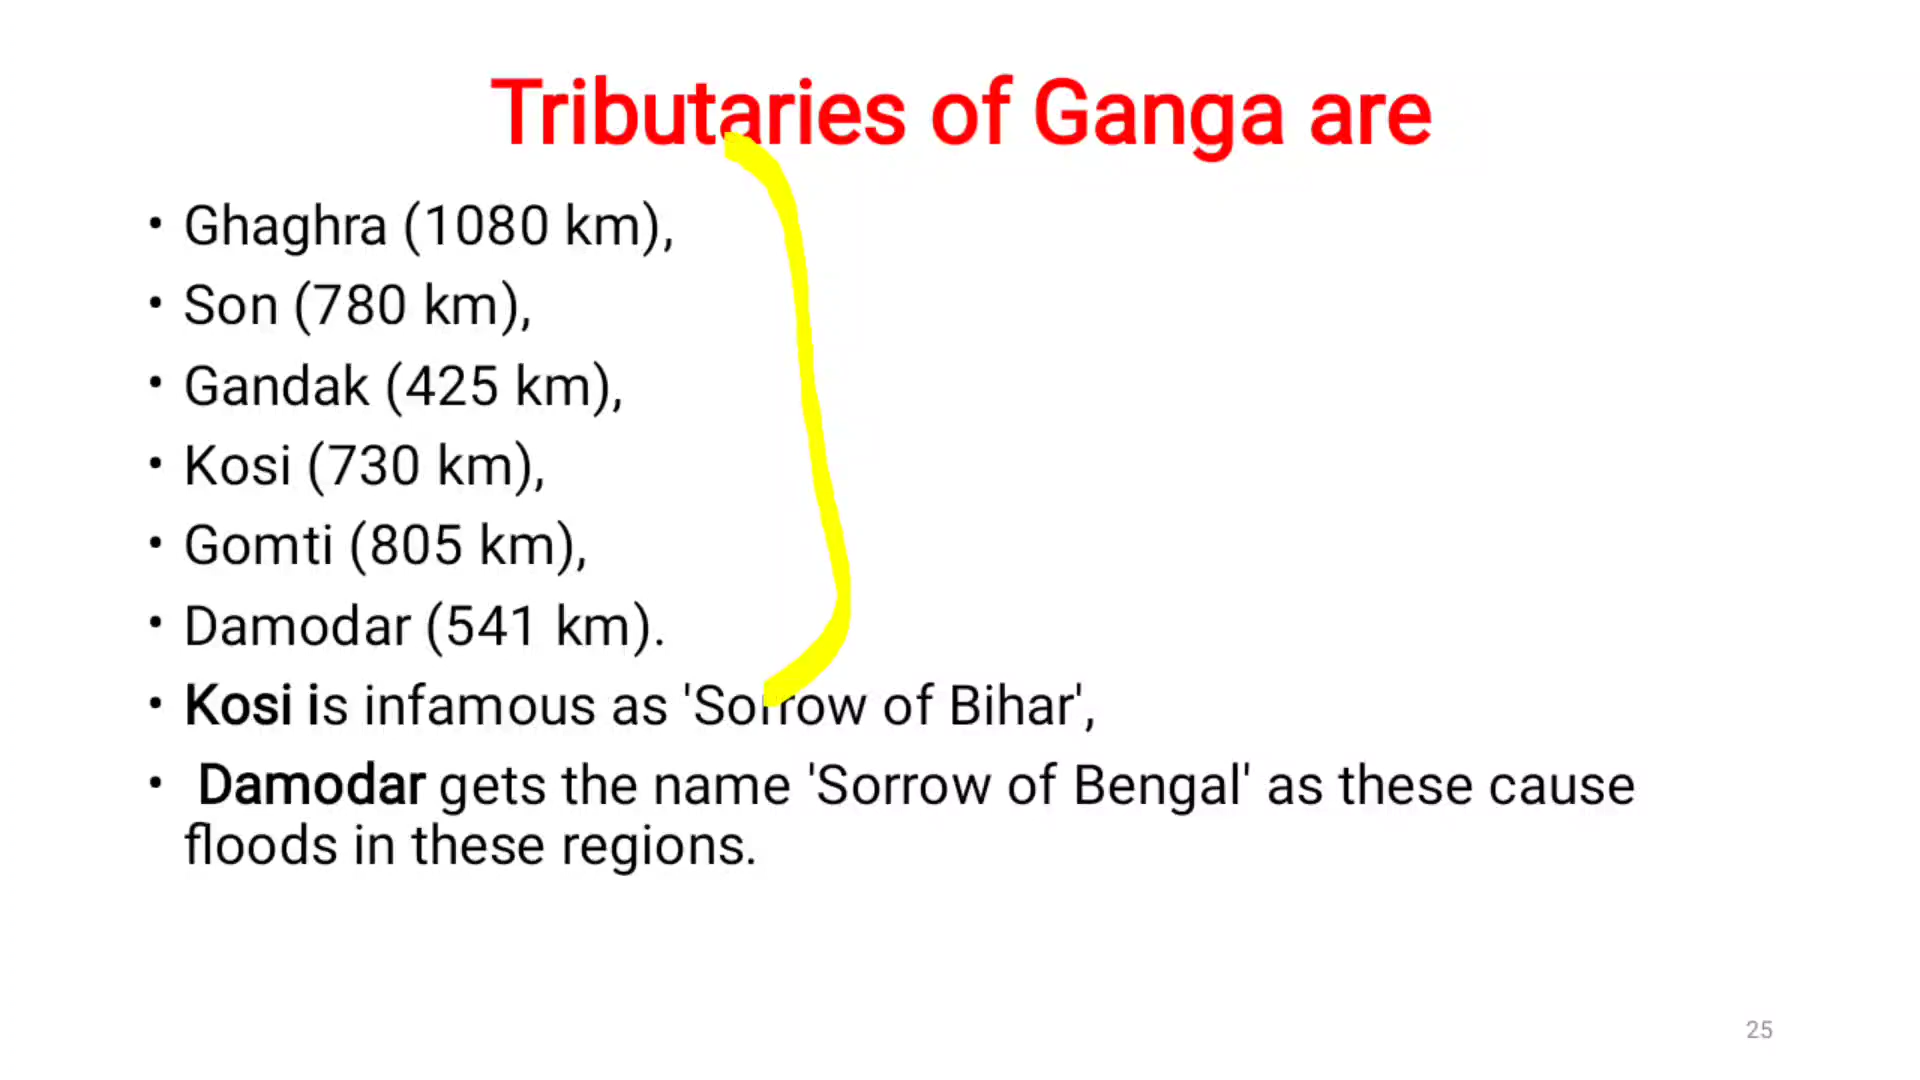 Tributaries of Ganga are
• Ghaghra (1080 km),
• Son (780 km),
• Gandak (425 km),
• Kosi (730 km),
• Gomti (805 km),
• Damodar (541 km).
• Kosi is infamous as 'Sorrow of Bihar',
• Damodar gets the name 'Sorrow of Bengal' as these cause
floods in these regions.
25